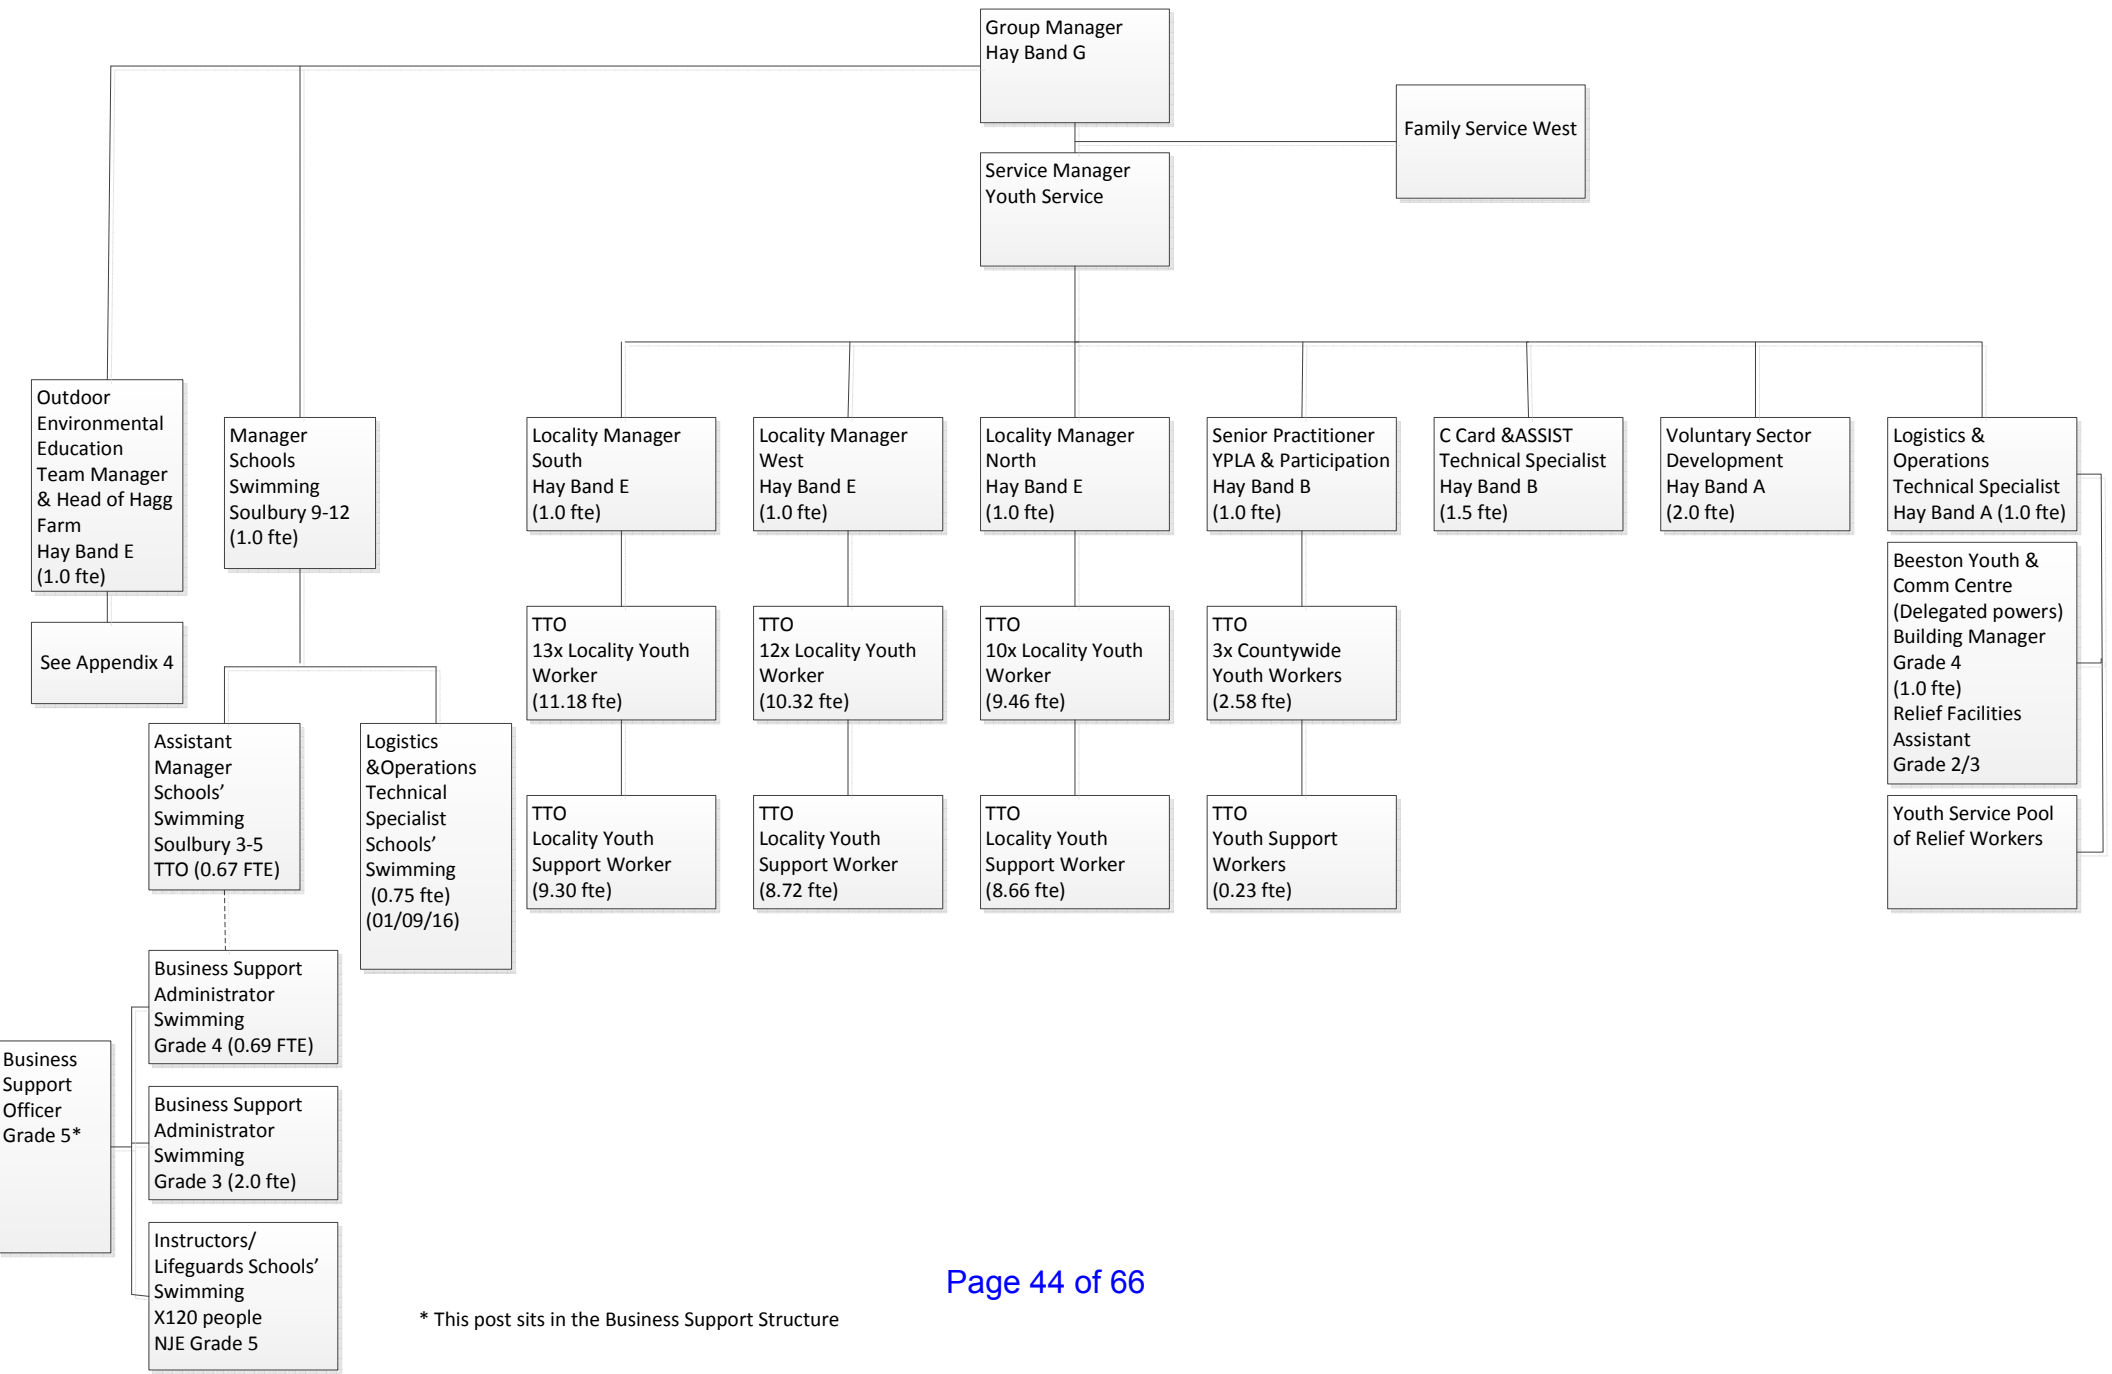 Group Manager
Hay Band G
Family Service West
Service Manager
Youth Service
Outdoor
Environmental
Education
Team Manager
& Head of Hagg
Farm
Hay Band E
(1.0 fte)
See Appendix 4
Manager
Schools
Swimming
Soulbury 9-12
(1.0 fte)
Assistant
Manager
Schools’
Swimming
Soulbury 3-5
TTO (0.67 FTE)
Logistics
&Operations
Technical
Specialist
Schools’
Swimming
(0.75 fte)
(01/09/16)
Business Support
Administrator
Swimming
Grade 4 (0.69 FTE)
Business
Support
Officer
Grade 5*
Business Support
Administrator
Swimming
Grade 3 (2.0 fte)
Instructors/
Lifeguards Schools’
Swimming
X120 people
NJE Grade 5
Locality Manager
South
Hay Band E
(1.0 fte)
TTO
13x Locality Youth
Worker
(11.18 fte)
TTO
Locality Youth
Support Worker
(9.30 fte)
Locality Manager
West
Hay Band E
(1.0 fte)
TTO
12x Locality Youth
Worker
(10.32 fte)
TTO
Locality Youth
Support Worker
(8.72 fte)
Locality Manager
North
Hay Band E
(1.0 fte)
TTO
10x Locality Youth
Worker
(9.46 fte)
TTO
Locality Youth
Support Worker
(8.66 fte)
Senior Practitioner
YPLA & Participation
Hay Band B
(1.0 fte)
TTO
3x Countywide
Youth Workers
(2.58 fte)
TTO
Youth Support
Workers
(0.23 fte)
C Card &ASSIST
Technical Specialist
Hay Band B
(1.5 fte)
Voluntary Sector
Development
Hay Band A
(2.0 fte)
Logistics &
Operations
Technical Specialist
Hay Band A (1.0 fte)
Beeston Youth &
Comm Centre
(Delegated powers)
Building Manager
Grade 4
(1.0 fte)
Relief Facilities
Assistant
Grade 2/3
Youth Service Pool
of Relief Workers
Page 44 of 66
* This post sits in the Business Support Structure